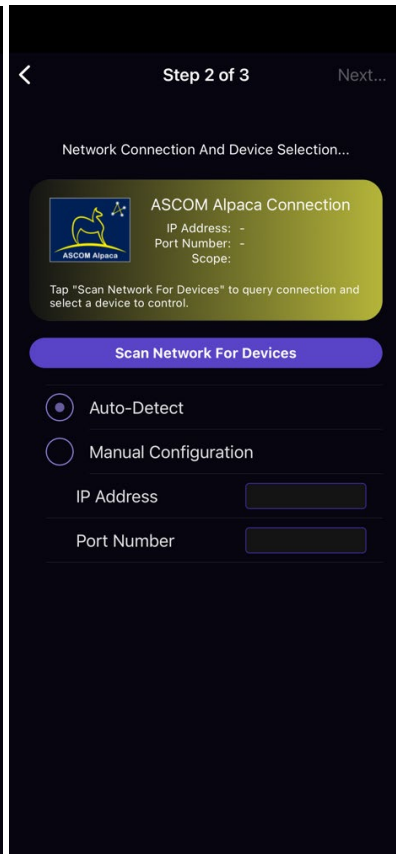 Step 2 of 3
Next...
Network Connection And Device Selection...
ASCOM Alpaca Connection
IP Address: -
Port Number: -
Scope:
ASCOM Alpaca
Tap "Scan Network For Devices" to query connection and
select a device to control.
Scan Network For Devices
Auto-Detect
Manual Configuration
IP Address
Port Number